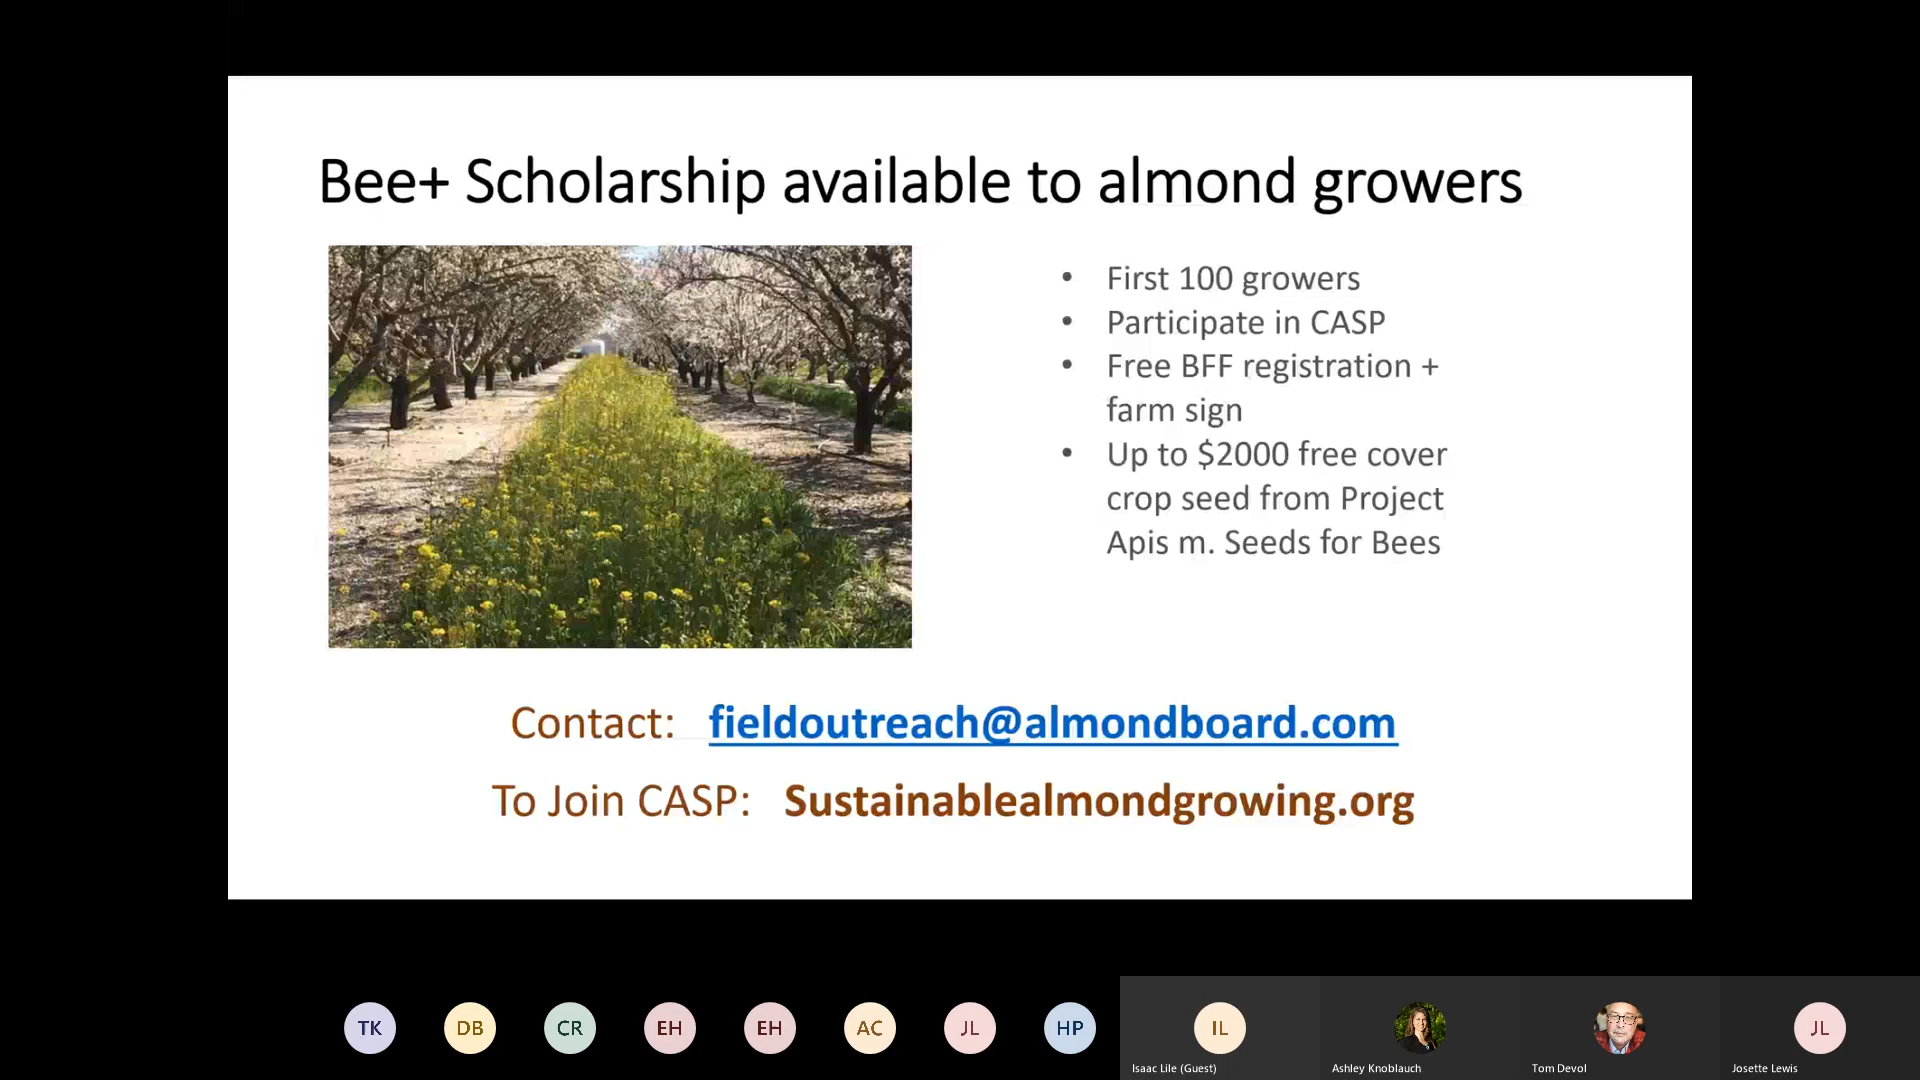 Bee+ Scholarship available to almond growers
• First 100 growers
• Participate in CASP
• Free BFF registration +
farm sign
• Up to $2000 free cover
crop seed from Project
Apis m. Seeds for Bees
Contact: fieldoutreach@almondboard.com
To Join CASP: Sustainablealmondgrowing.org
TK DB CR EH EH AC JL HP IL JL
Isaac Lile (Guest) Ashley Knoblauch Tom Devol Josette Lewis